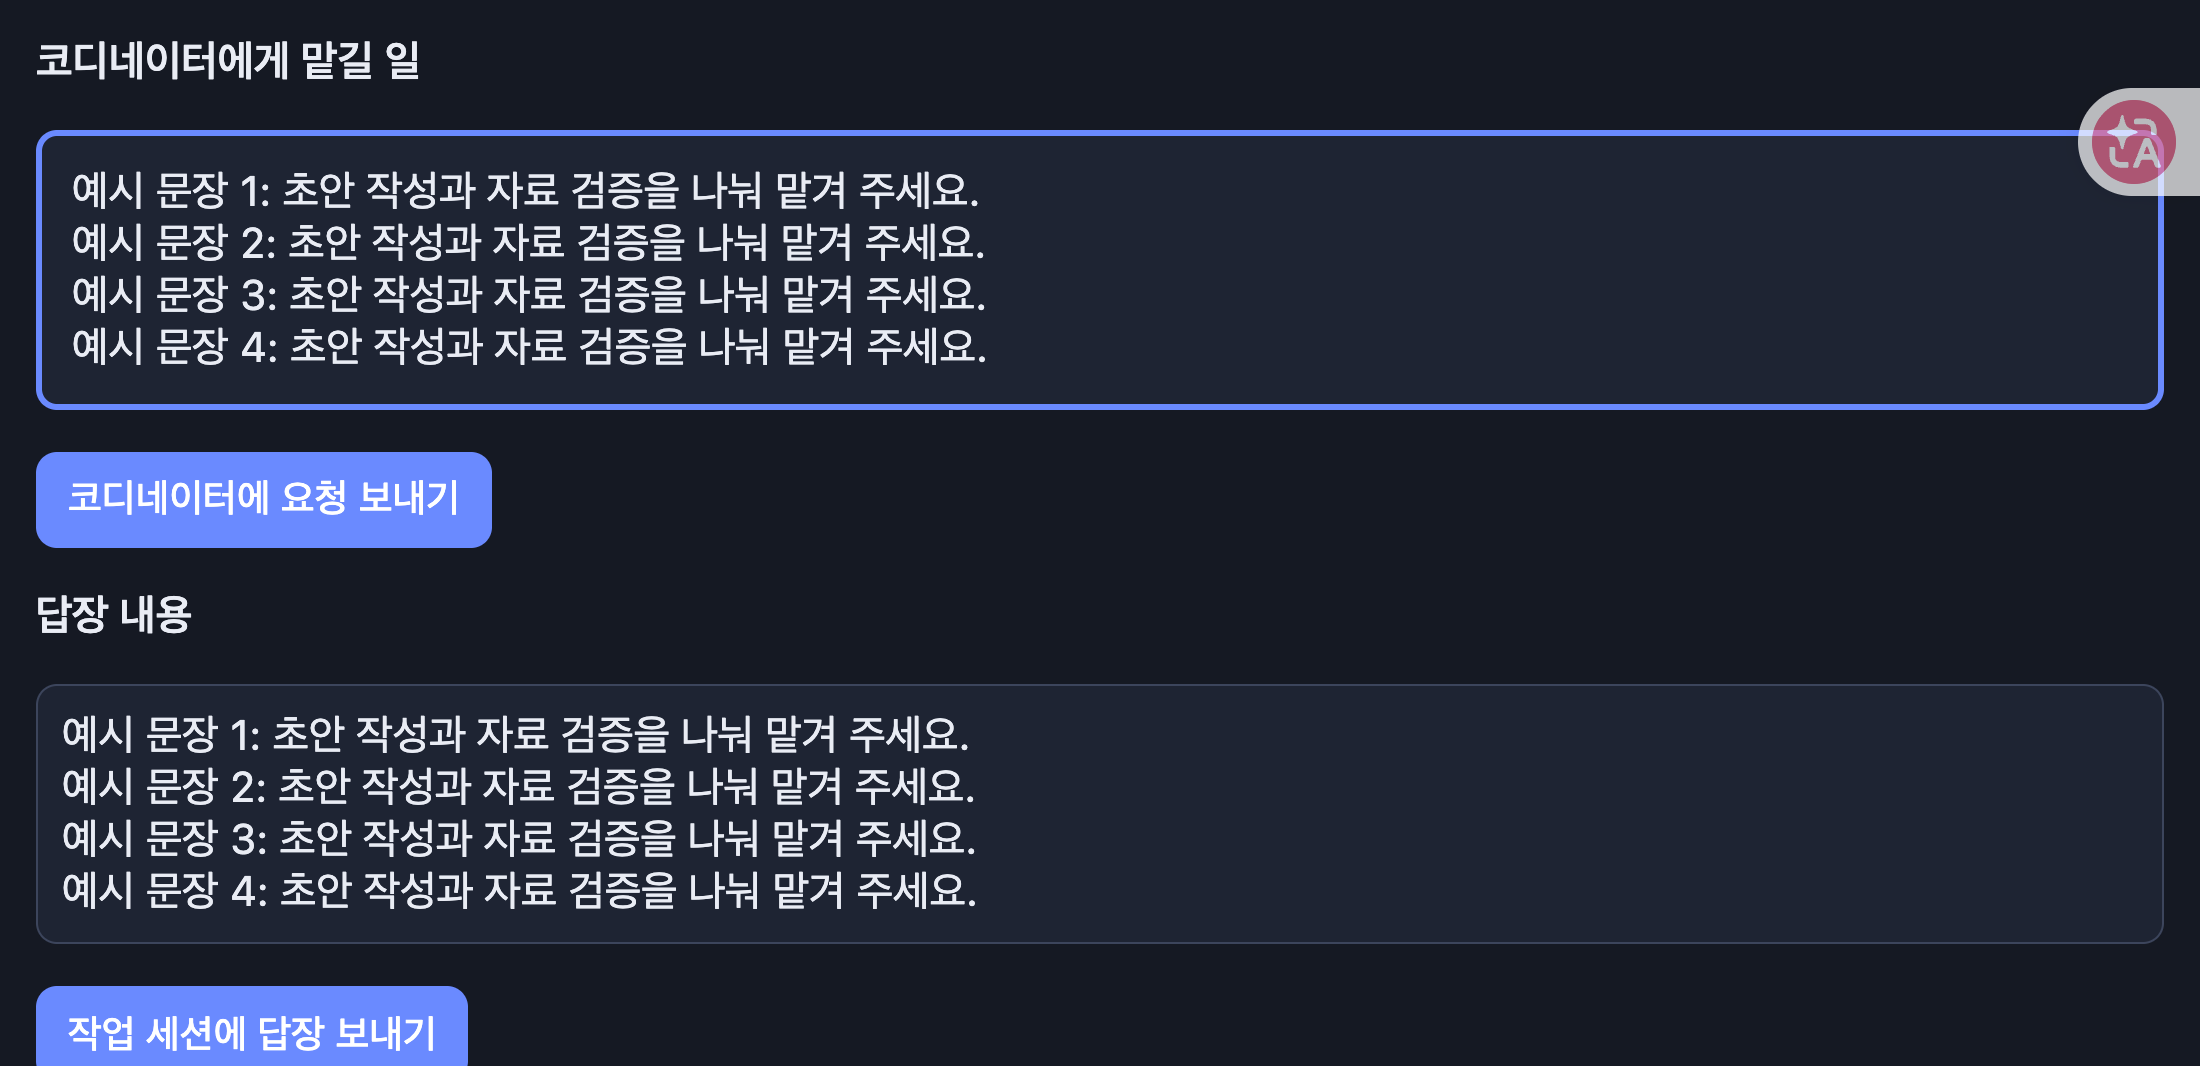 코디네이터에게 맡길 일
예시 문장 1: 초안 작성과 자료 검증을 나눠 맡겨 주세요.
예시 문장 2: 초안 작성과 자료 검증을 나눠 맡겨 주세요.
예시 문장 3: 초안 작성과 자료 검증을 나눠 맡겨 주세요.
예시 문장 4: 초안 작성과 자료 검증을 나눠 맡겨 주세요.
코디네이터에 요청 보내기
답장 내용
예시 문장 1: 초안 작성과 자료 검증을 나눠 맡겨 주세요.
예시 문장 2: 초안 작성과 자료 검증을 나눠 맡겨 주세요.
예시 문장 3: 초안 작성과 자료 검증을 나눠 맡겨 주세요.
예시 문장 4: 초안 작성과 자료 검증을 나눠 맡겨 주세요.
작업 세션에 답장 보내기